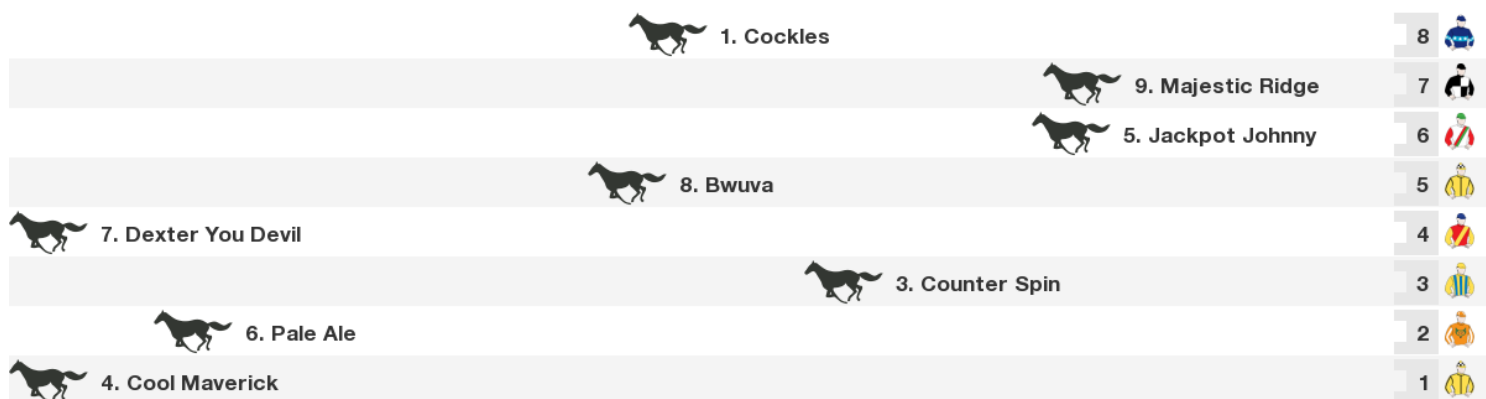 1. Cockles 8
9. Majestic Ridge 7
5. Jackpot Johnny 6
8. Bwuva 5
7. Dexter You Devil 4
3. Counter Spin 3
6. Pale Ale 2
4. Cool Maverick 1